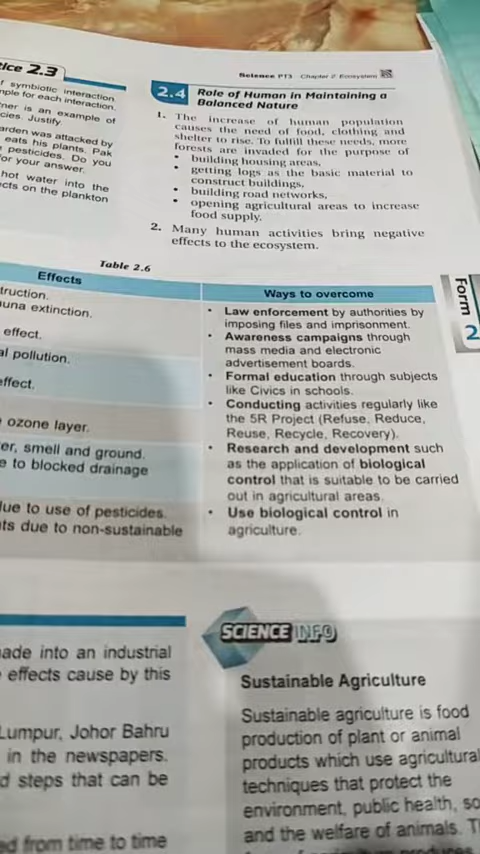 tice 2.3
f symbiotic interaction.
mple for each interaction.
ner is an example of
cies. Justify.
arden was attacked by
eats his plants. Pak
pesticides. Do you
or your answer.
hot water into the
cts on the plankton
Science PT3 Chapter 2 Ecosystem
2.4 Role of Human in Maintaining a
Balanced Nature
1. The increase of human population
causes the need of food, clothing and
shelter to rise. To fulfill these needs, more
forests are invaded for the purpose of
• building housing areas,
• getting logs as the basic material to
construct buildings,
• building road networks,
• opening agricultural areas to increase
food supply.
2. Many human activities bring negative
effects to the ecosystem.
Table 2.6
Effects
truction.
una extinction.
effect.
al pollution.
effect.
ozone layer.
er, smell and ground.
e to blocked drainage
lue to use of pesticides.
ts due to non-sustainable
Ways to overcome
• Law enforcement by authorities by
imposing files and imprisonment.
• Awareness campaigns through
mass media and electronic
advertisement boards.
• Formal education through subjects
like Civics in schools.
• Conducting activities regularly like
the 5R Project (Refuse, Reduce,
Reuse, Recycle, Recovery).
• Research and development such
as the application of biological
control that is suitable to be carried
out in agricultural areas.
• Use biological control in
agriculture.
Form
2
ade into an industrial
effects cause by this
Lumpur, Johor Bahru
in the newspapers.
d steps that can be
ed from time to time
SCIENCE INFO
Sustainable Agriculture
Sustainable agriculture is food
production of plant or animal
products which use agricultural
techniques that protect the
environment, public health, so
and the welfare of animals. T